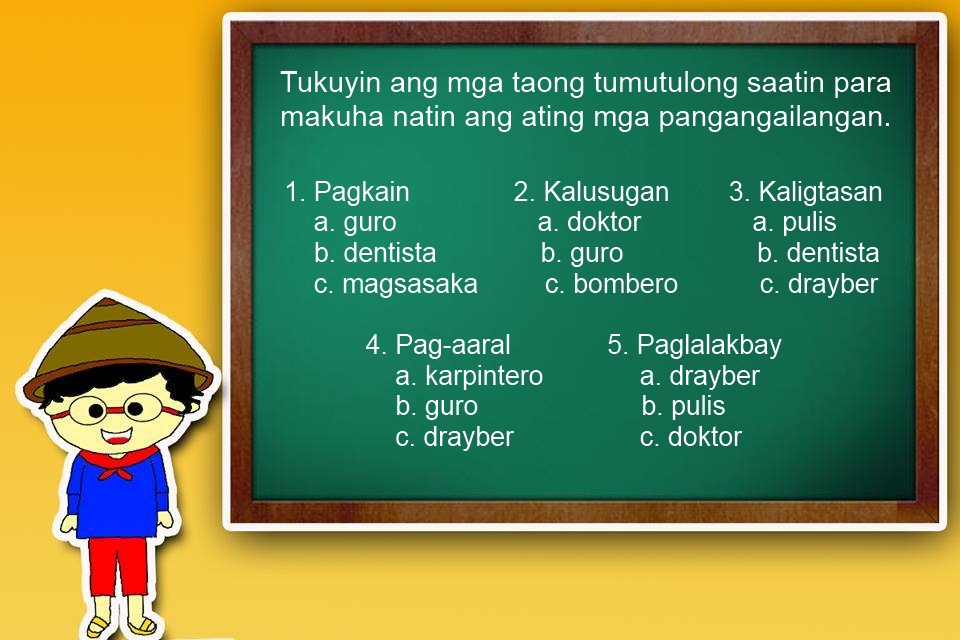 Tukuyin ang mga taong tumutulong saatin para
makuha natin ang ating mga pangangailangan.
1. Pagkain
a. guro
b. dentista
c. magsasaka
2. Kalusugan
a. doktor
b. guro
c. bombero
3. Kaligtasan
a. pulis
b. dentista
c. drayber
4. Pag-aaral
a. karpintero
b. guro
c. drayber
5. Paglalakbay
a. drayber
b. pulis
c. doktor